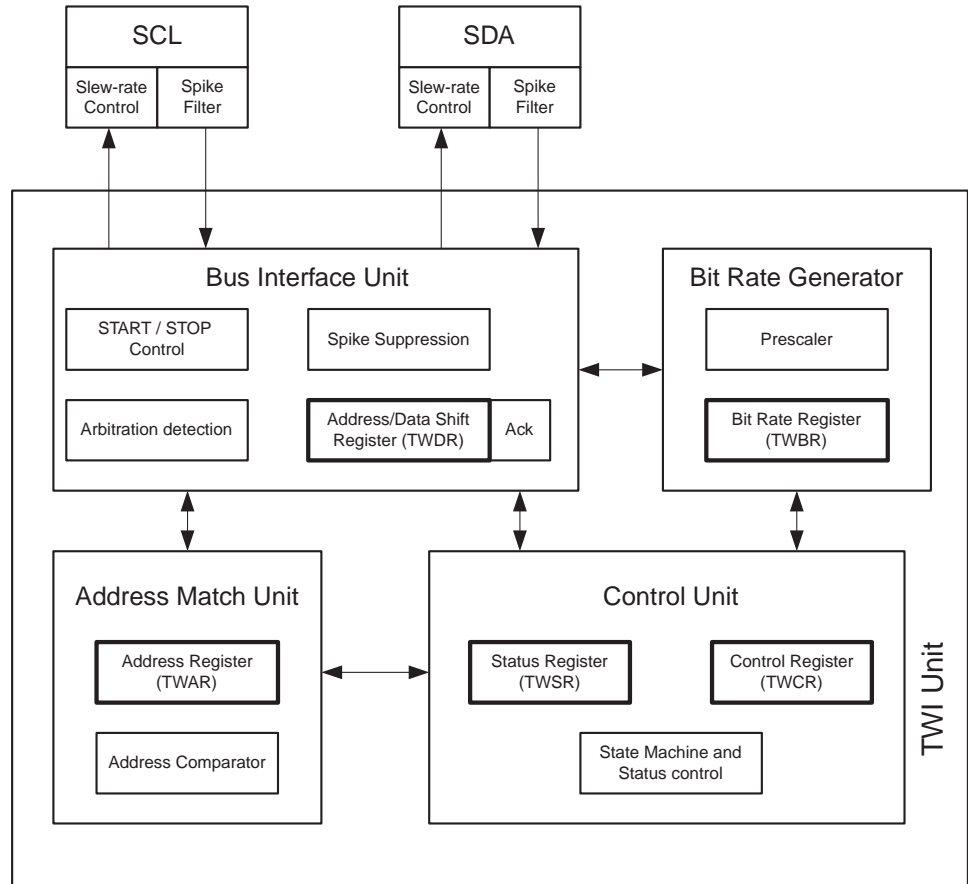 SCL
SDA
Slew-rate
Control
Spike
Filter
Slew-rate
Control
Spike
Filter
Bus Interface Unit
START / STOP
Control
Spike Suppression
Arbitration detection
Address/Data Shift
Register (TWDR)
Ack
Bit Rate Generator
Prescaler
Bit Rate Register
(TWBR)
Address Match Unit
Address Register
(TWAR)
Address Comparator
Control Unit
Status Register
(TWSR)
Control Register
(TWCR)
State Machine and
Status control
TWI Unit